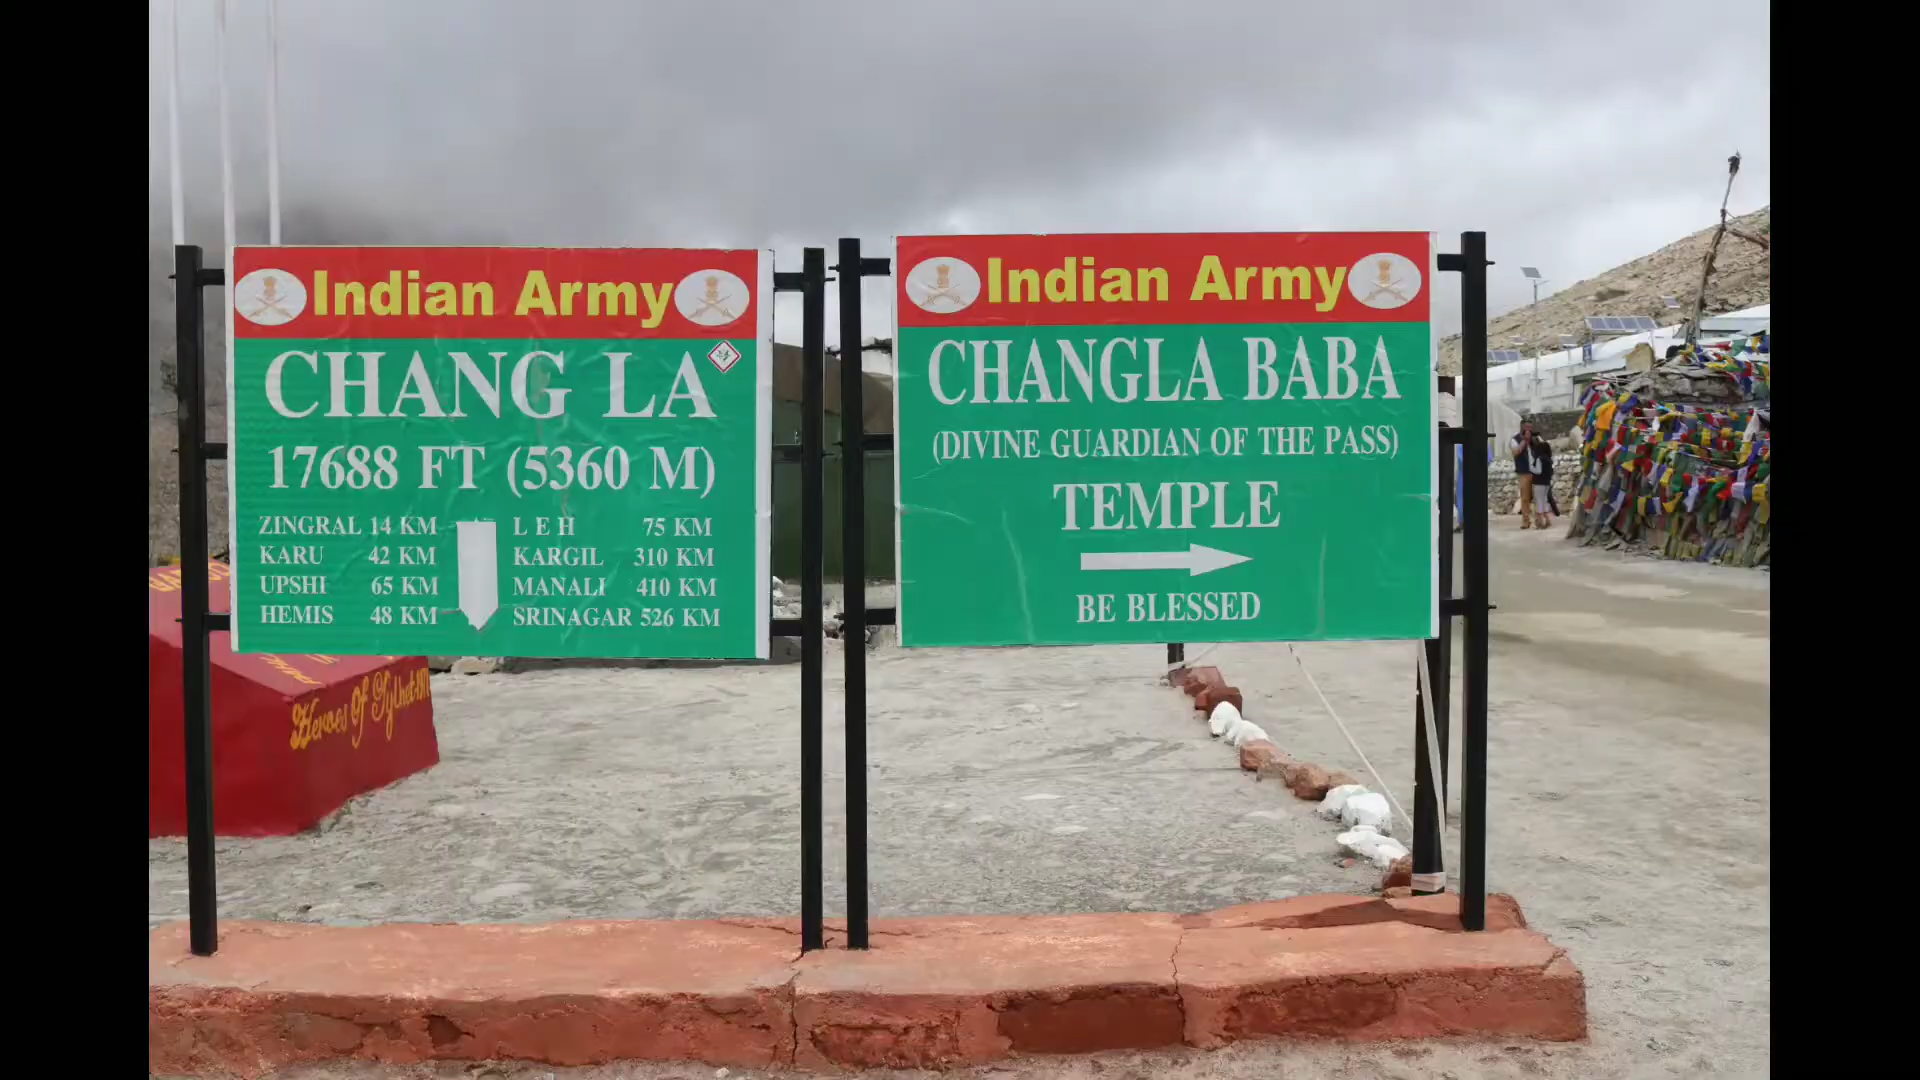 Indian Army
CHANG LA
17688 FT (5360 M)
ZINGRAL 14 KM
KARU 42 KM
UPSHI 65 KM
HEMIS 48 KM
L E H 75 KM
KARGIL 310 KM
MANALI 410 KM
SRINAGAR 526 KM
Indian Army
CHANGLA BABA
(DIVINE GUARDIAN OF THE PASS)
TEMPLE
BE BLESSED
Heroes Of Sylhet